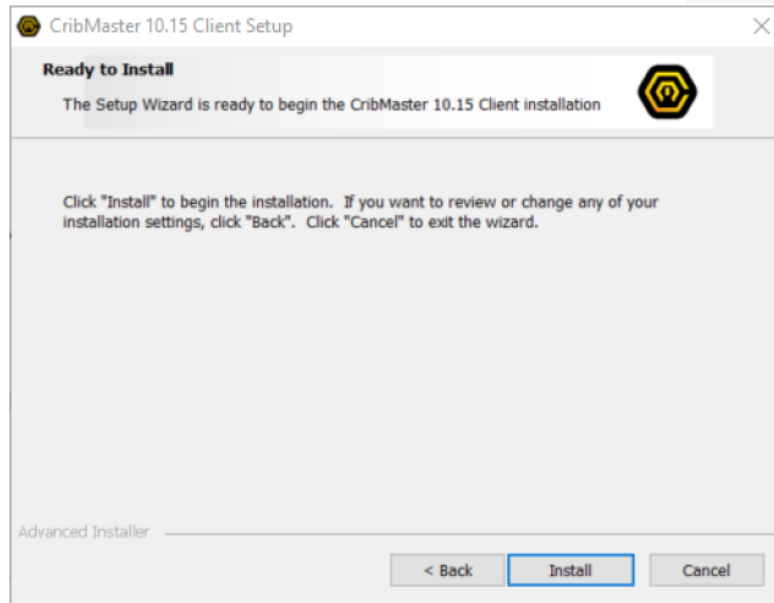 CribMaster 10.15 Client Setup
Ready to Install
The Setup Wizard is ready to begin the CribMaster 10.15 Client installation
Click "Install" to begin the installation.  If you want to review or change any of your
installation settings, click "Back".  Click "Cancel" to exit the wizard.
Advanced Installer
< Back
Install
Cancel